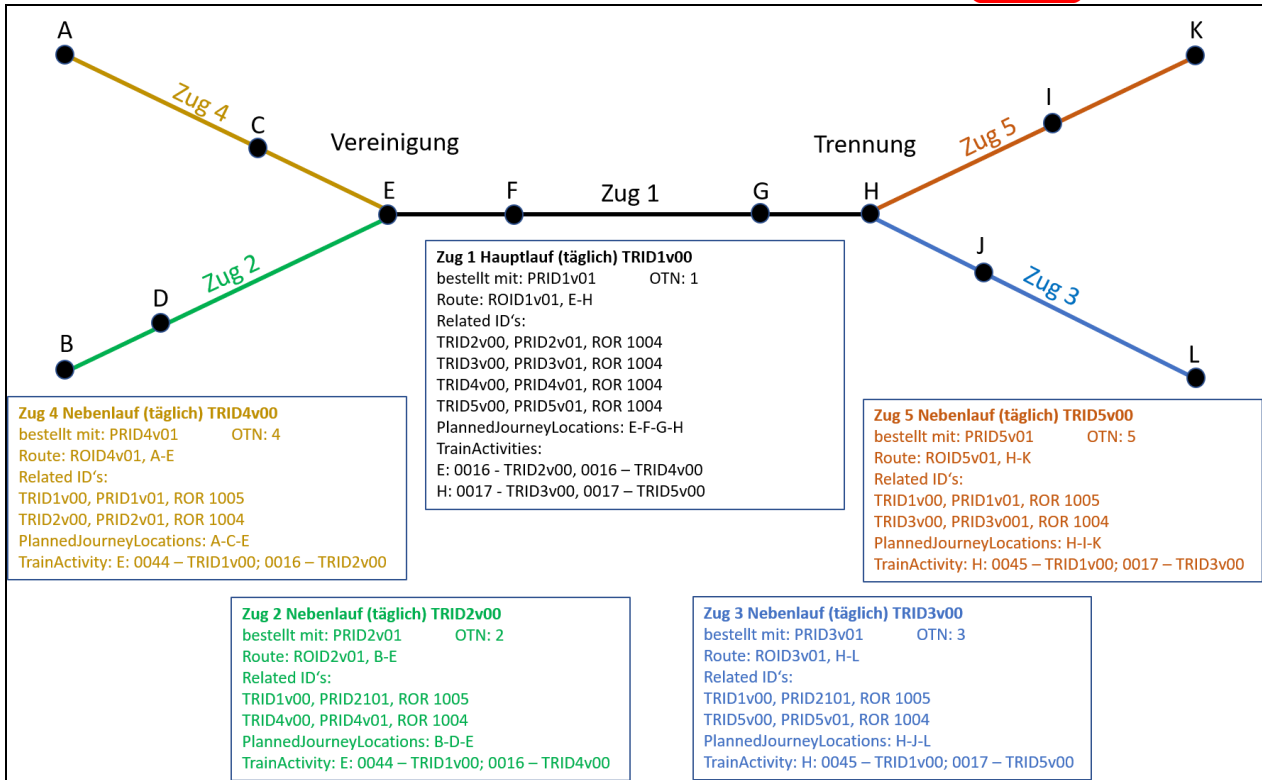 A
K
Zug 4
I
C
Zug 5
Vereinigung
Trennung
E
F
Zug 1
G
H
J
Zug 2
D
Zug 3
B
L
Zug 1 Hauptlauf (täglich) TRID1v00
bestellt mit: PRID1v01 OTN: 1
Route: ROID1v01, E-H
Related ID's:
TRID2v00, PRID2v01, ROR 1004
TRID3v00, PRID3v01, ROR 1004
TRID4v00, PRID4v01, ROR 1004
TRID5v00, PRID5v01, ROR 1004
PlannedJourneyLocations: E-F-G-H
TrainActivities:
E: 0016 - TRID2v00, 0016 – TRID4v00
H: 0017 - TRID3v00, 0017 – TRID5v00
Zug 4 Nebenlauf (täglich) TRID4v00
bestellt mit: PRID4v01 OTN: 4
Route: ROID4v01, A-E
Related ID's:
TRID1v00, PRID1v01, ROR 1005
TRID2v00, PRID2v01, ROR 1004
PlannedJourneyLocations: A-C-E
TrainActivity: E: 0044 – TRID1v00; 0016 – TRID2v00
Zug 5 Nebenlauf (täglich) TRID5v00
bestellt mit: PRID5v01 OTN: 5
Route: ROID5v01, H-K
Related ID's:
TRID1v00, PRID1v01, ROR 1005
TRID3v00, PRID3v001, ROR 1004
PlannedJourneyLocations: H-I-K
TrainActivity: H: 0045 – TRID1v00; 0017 – TRID3v00
Zug 2 Nebenlauf (täglich) TRID2v00
bestellt mit: PRID2v01 OTN: 2
Route: ROID2v01, B-E
Related ID's:
TRID1v00, PRID2101, ROR 1005
TRID4v00, PRID4v01, ROR 1004
PlannedJourneyLocations: B-D-E
TrainActivity: E: 0044 – TRID1v00; 0016 – TRID4v00
Zug 3 Nebenlauf (täglich) TRID3v00
bestellt mit: PRID3v01 OTN: 3
Route: ROID3v01, H-L
Related ID's:
TRID1v00, PRID2101, ROR 1005
TRID5v00, PRID5v01, ROR 1004
PlannedJourneyLocations: H-J-L
TrainActivity: H: 0045 – TRID1v00; 0017 – TRID5v00